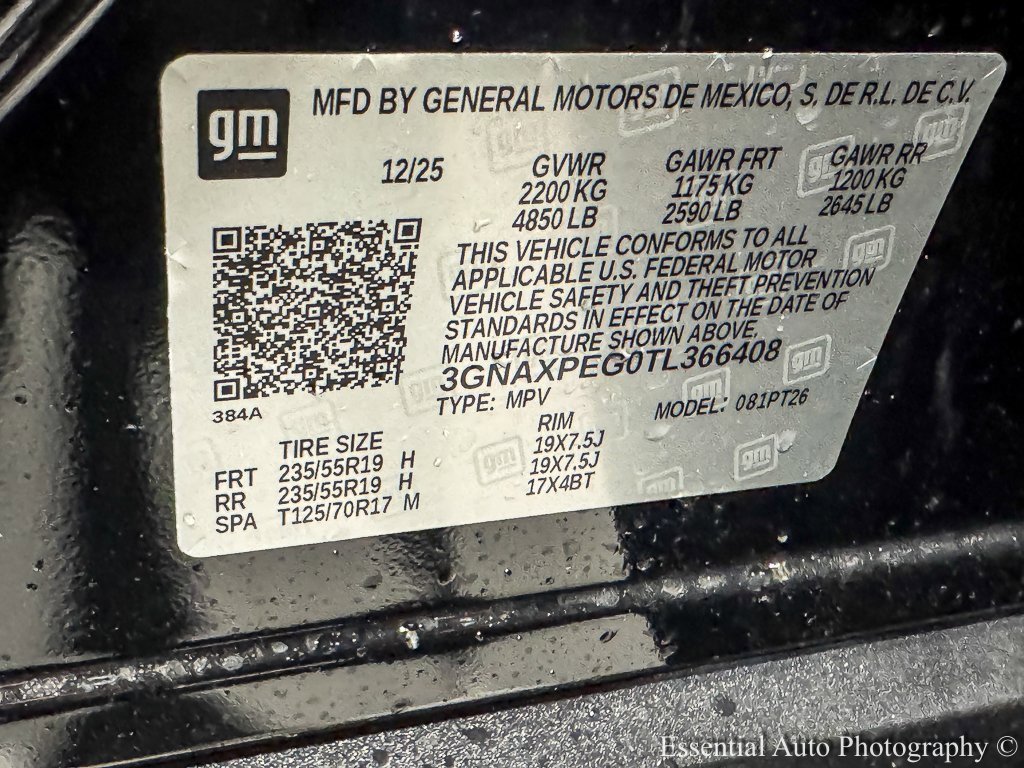 gm
MFD BY GENERAL MOTORS DE MEXICO, S. DE R.L. DE C.V.
12/25
GVWR GAWR FRT GAWR RR
2200 KG 1175 KG 1200 KG
4850 LB 2590 LB 2645 LB
THIS VEHICLE CONFORMS TO ALL
APPLICABLE U.S. FEDERAL MOTOR
VEHICLE SAFETY AND THEFT PREVENTION
STANDARDS IN EFFECT ON THE DATE OF
MANUFACTURE SHOWN ABOVE.
3GNAXPEG0TL366408
TYPE: MPV MODEL: 081PT26
384A
TIRE SIZE RIM
FRT 235/55R19 H 19X7.5J
RR 235/55R19 H 19X7.5J
SPA T125/70R17 M 17X4BT
Essential Auto Photography ©